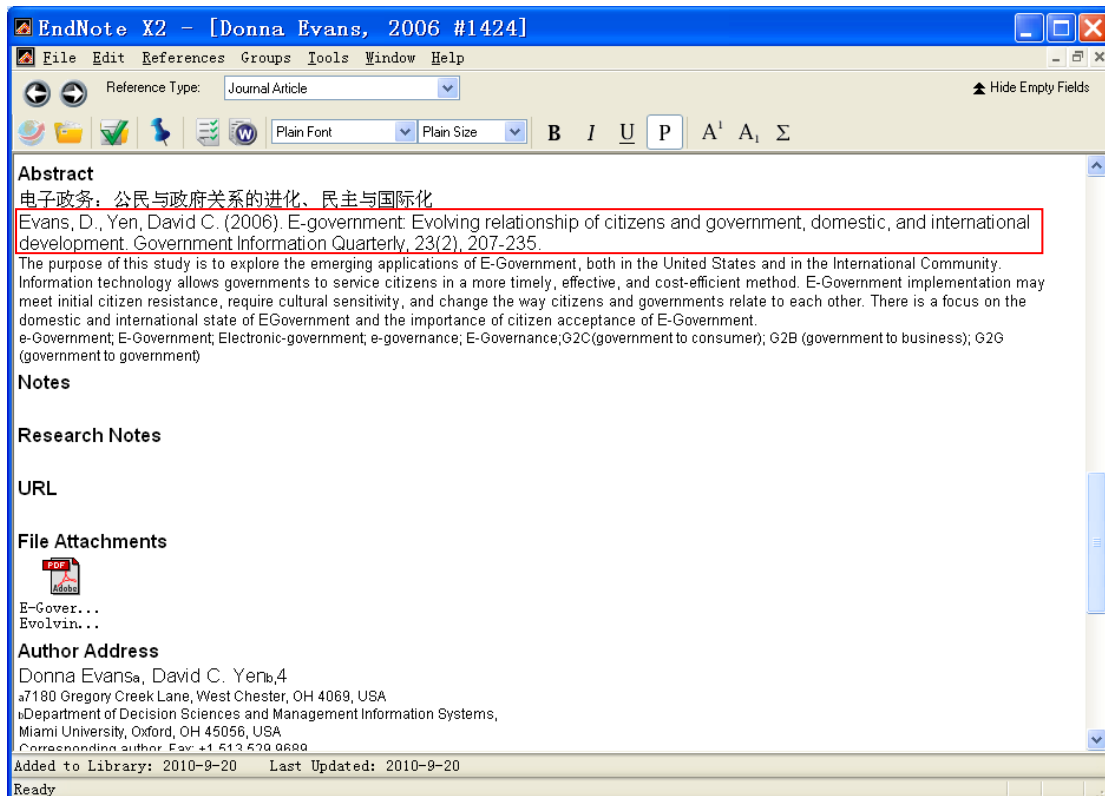 EndNote X2 - [Donna Evans, 2006 #1424]
File Edit References Groups Tools Window Help
Reference Type: Journal Article Hide Empty Fields
Plain Font Plain Size B I U P A¹ A₁ Σ
Abstract
电子政务：公民与政府关系的进化、民主与国际化
Evans, D., Yen, David C. (2006). E-government: Evolving relationship of citizens and government, domestic, and international
development. Government Information Quarterly, 23(2), 207-235.
The purpose of this study is to explore the emerging applications of E-Government, both in the United States and in the International Community.
Information technology allows governments to service citizens in a more timely, effective, and cost-efficient method. E-Government implementation may
meet initial citizen resistance, require cultural sensitivity, and change the way citizens and governments relate to each other. There is a focus on the
domestic and international state of EGovernment and the importance of citizen acceptance of E-Government.
e-Government; E-Government; Electronic-government; e-governance; E-Governance;G2C(government to consumer); G2B (government to business); G2G
(government to government)
Notes
Research Notes
URL
File Attachments
PDF
Adobe
E-Gover...
Evolvin...
Author Address
Donna Evansa, David C. Yenb,4
a7180 Gregory Creek Lane, West Chester, OH 4069, USA
bDepartment of Decision Sciences and Management Information Systems,
Miami University, Oxford, OH 45056, USA
Corresponding author. Fax: +1 513 529 9689
Added to Library: 2010-9-20 Last Updated: 2010-9-20
Ready